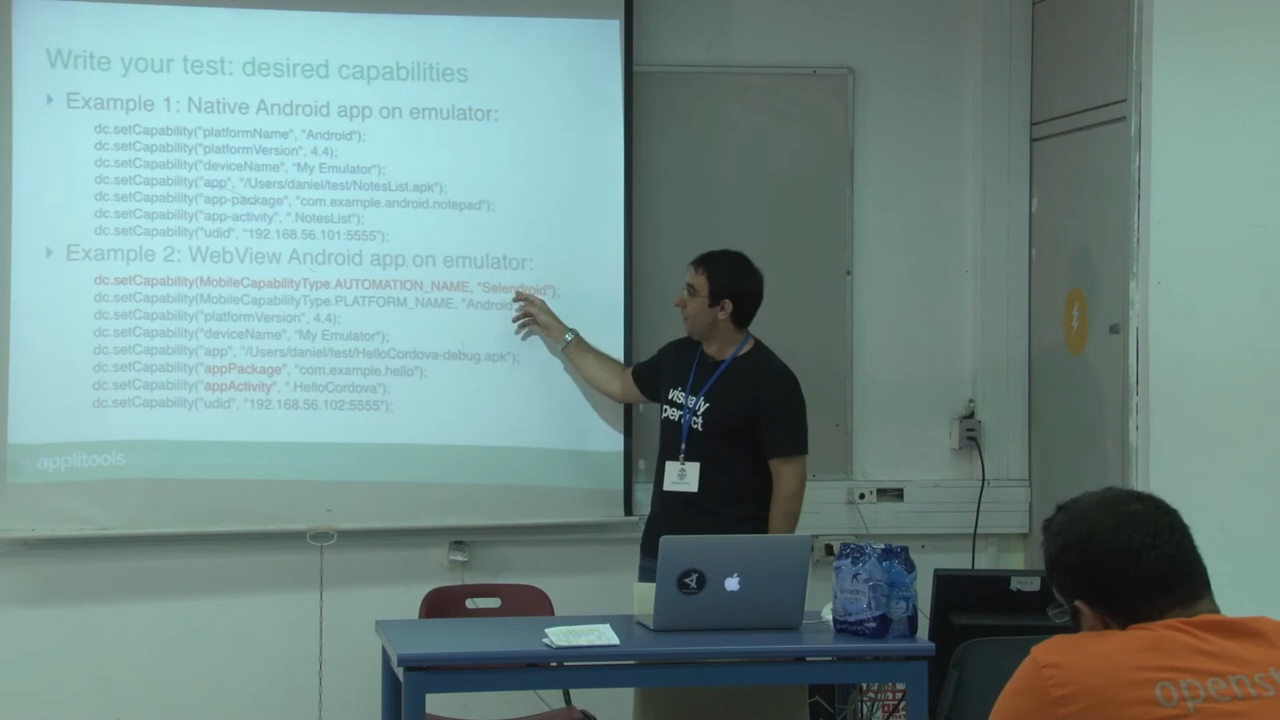 Write your test: desired capabilities
Example 1: Native Android app on emulator:
dc.setCapability("platformName", "Android");
dc.setCapability("platformVersion", 4.4);
dc.setCapability("deviceName", "My Emulator");
dc.setCapability("app", "/Users/daniel/test/NotesList.apk");
dc.setCapability("app-package", "com.example.android.notepad");
dc.setCapability("app-activity", ".NotesList");
dc.setCapability("udid", "192.168.56.101:5555");
Example 2: WebView Android app on emulator:
dc.setCapability(MobileCapabilityType.AUTOMATION_NAME, "Selendroid");
dc.setCapability(MobileCapabilityType.PLATFORM_NAME, "Android
dc.setCapability("platformVersion", 4.4);
dc.setCapability("deviceName", "My Emulator");
dc.setCapability("app", "/Users/daniel/test/HelloCordova-debug.apk");
dc.setCapability("appPackage", "com.example.hello");
dc.setCapability("appActivity", ".HelloCordova");
dc.setCapability("udid", "192.168.56.102:5555");
applitools
visually
perfect
opensi